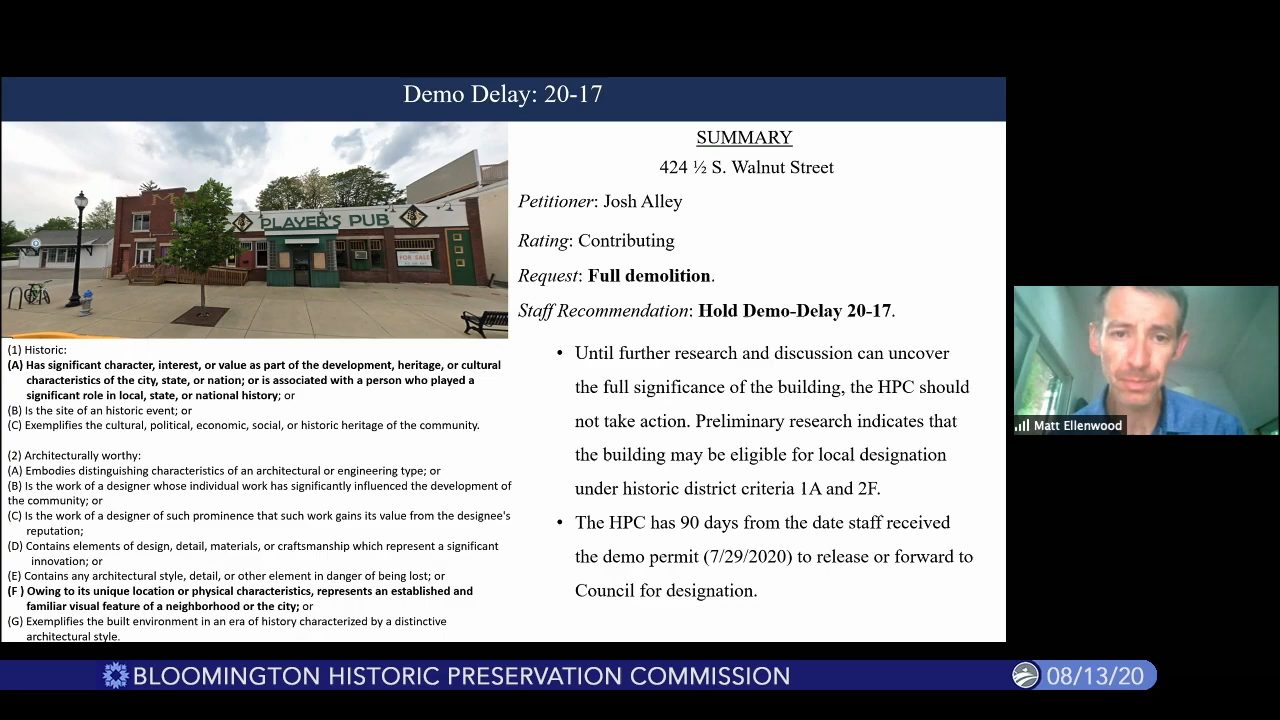 Demo Delay: 20-17
M
PLAYER'S PUB
FOR SALE
SUMMARY
424 ½ S. Walnut Street
Petitioner: Josh Alley
Rating: Contributing
Request: Full demolition.
Staff Recommendation: Hold Demo-Delay 20-17.
• Until further research and discussion can uncover
the full significance of the building, the HPC should
not take action. Preliminary research indicates that
the building may be eligible for local designation
under historic district criteria 1A and 2F.
• The HPC has 90 days from the date staff received
the demo permit (7/29/2020) to release or forward to
Council for designation.
(1) Historic:
(A) Has significant character, interest, or value as part of the development, heritage, or cultural
characteristics of the city, state, or nation; or is associated with a person who played a
significant role in local, state, or national history; or
(B) Is the site of an historic event; or
(C) Exemplifies the cultural, political, economic, social, or historic heritage of the community.
(2) Architecturally worthy:
(A) Embodies distinguishing characteristics of an architectural or engineering type; or
(B) Is the work of a designer whose individual work has significantly influenced the development of
the community; or
(C) Is the work of a designer of such prominence that such work gains its value from the designee's
reputation;
(D) Contains elements of design, detail, materials, or craftsmanship which represent a significant
innovation; or
(E) Contains any architectural style, detail, or other element in danger of being lost; or
(F ) Owing to its unique location or physical characteristics, represents an established and
familiar visual feature of a neighborhood or the city; or
(G) Exemplifies the built environment in an era of history characterized by a distinctive
architectural style.
Matt Ellenwood
BLOOMINGTON HISTORIC PRESERVATION COMMISSION
08/13/20